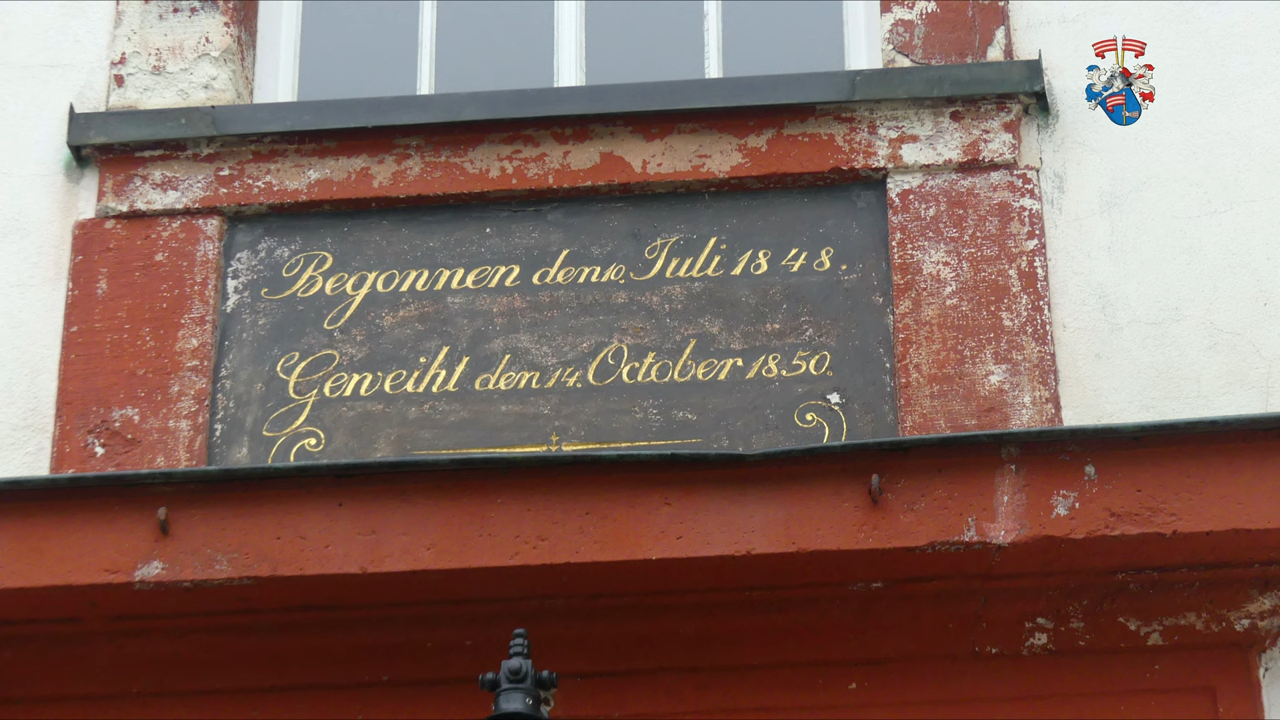 Begonnen den 10. Juli 1848.
Geweiht den 14. October 1850.